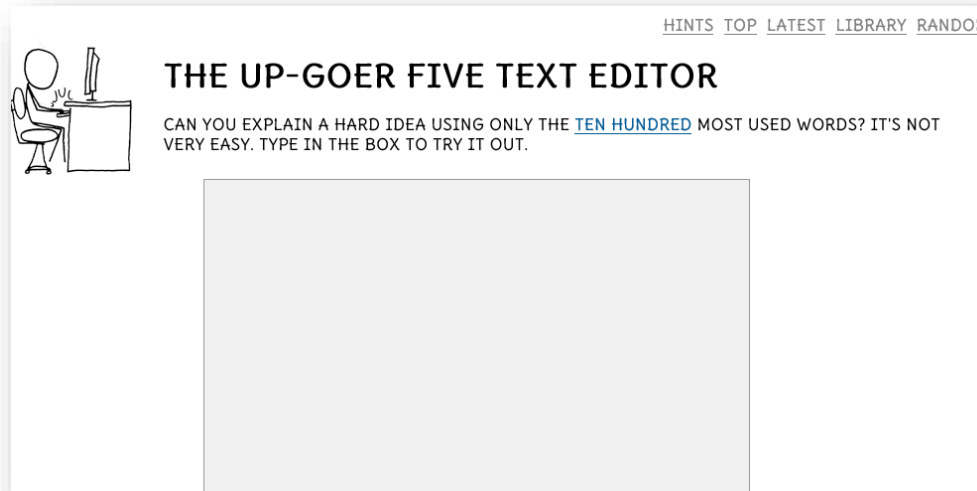 HINTS TOP LATEST LIBRARY
THE UP-GOER FIVE TEXT EDITOR
CAN YOU EXPLAIN A HARD IDEA USING ONLY THE TEN HUNDRED MOST USED WORDS? IT'S NOT
VERY EASY. TYPE IN THE BOX TO TRY IT OUT.